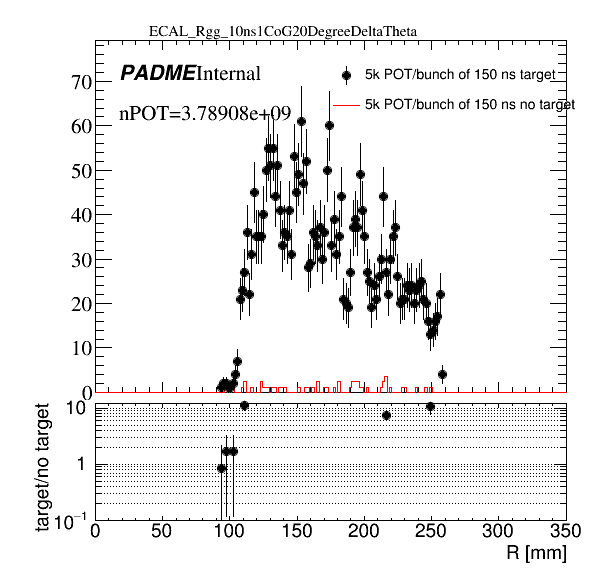 ECAL_Rgg_10ns1CoG20DegreeDeltaTheta
PADME Internal
5k POT/bunch of 150 ns target
5k POT/bunch of 150 ns no target
nPOT=3.78908e+09
70
60
50
40
30
20
10
0
10
1
10⁻¹
target/no target
0 50 100 150 200 250 300 350
R [mm]